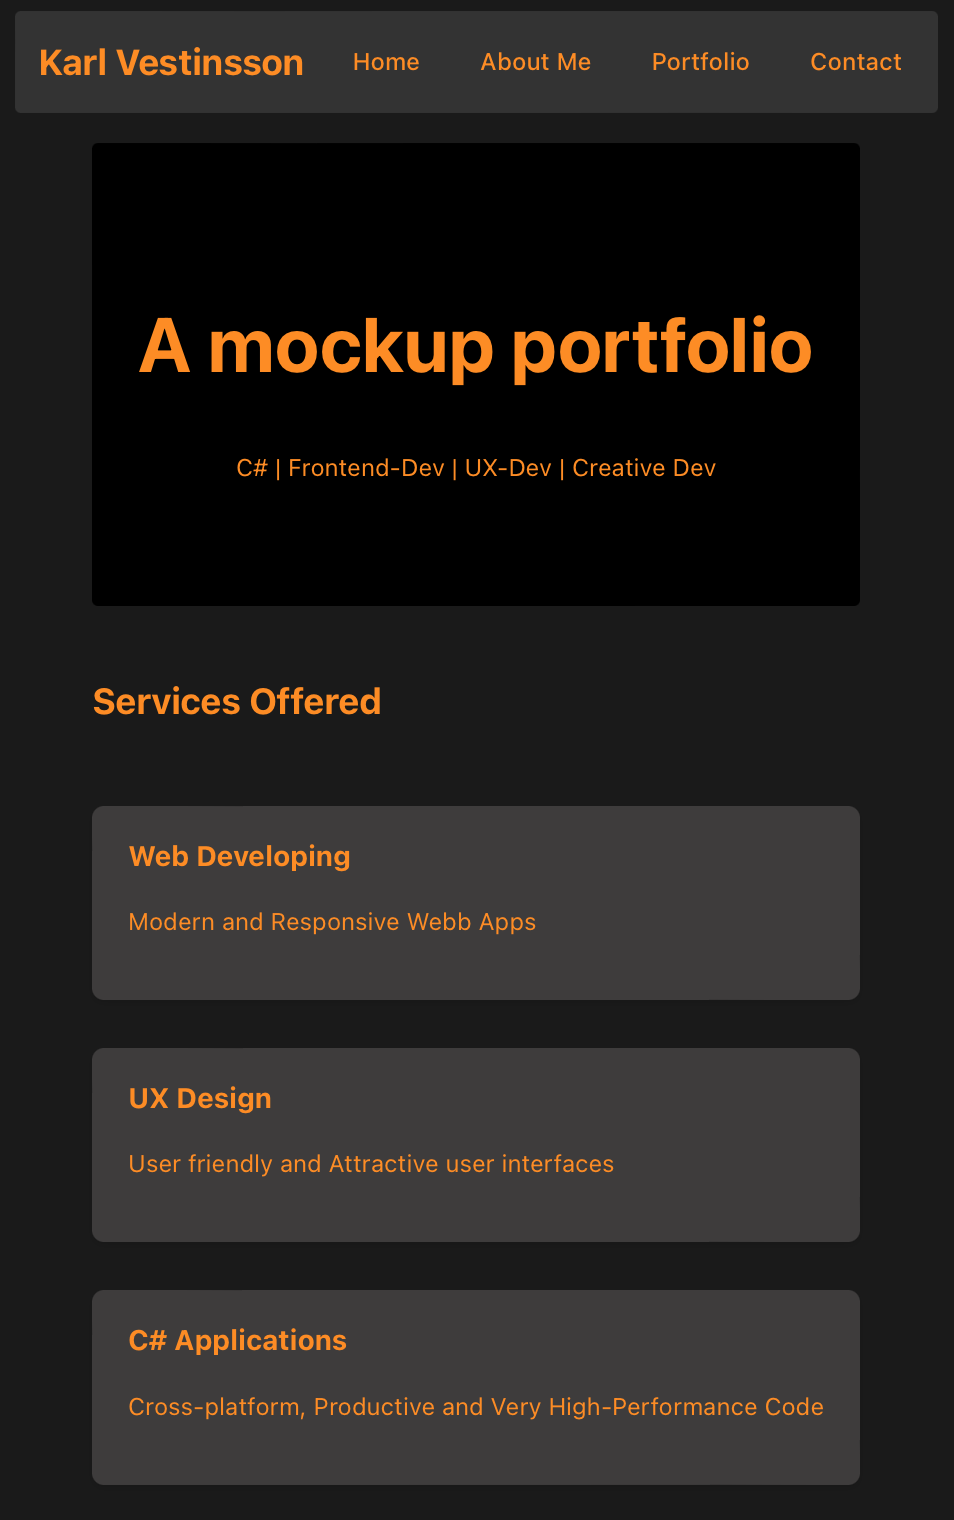 Karl Vestinsson Home About Me Portfolio Contact
A mockup portfolio
C# | Frontend-Dev | UX-Dev | Creative Dev
Services Offered
Web Developing
Modern and Responsive Webb Apps
UX Design
User friendly and Attractive user interfaces
C# Applications
Cross-platform, Productive and Very High-Performance Code